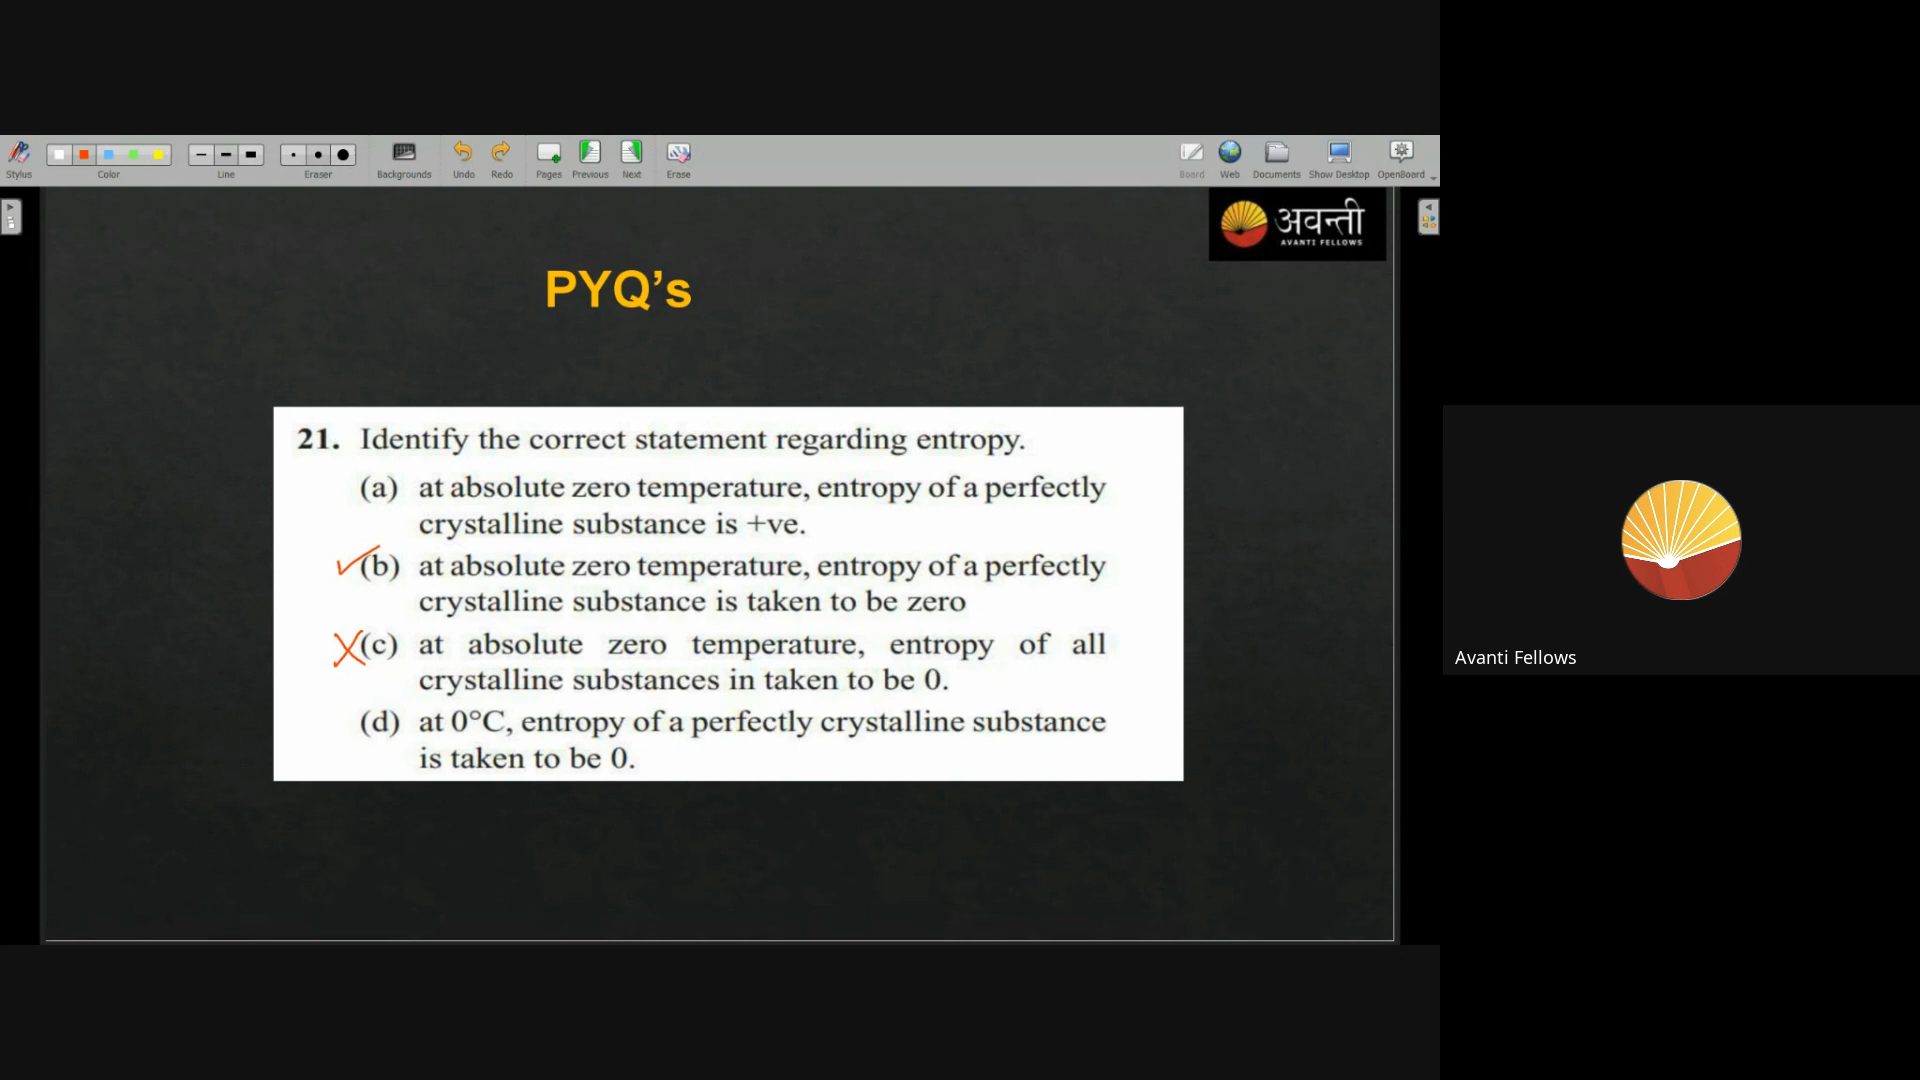 Stylus
Color
Line
Eraser
Backgrounds
Undo
Redo
Pages
Previous
Next
Erase
Board
Web
Documents
Show Desktop
OpenBoard
अवन्ती
AVANTI FELLOWS
PYQ’s
21. Identify the correct statement regarding entropy.
(a) at absolute zero temperature, entropy of a perfectly
crystalline substance is +ve.
(b) at absolute zero temperature, entropy of a perfectly
crystalline substance is taken to be zero
(c) at absolute zero temperature, entropy of all
crystalline substances in taken to be 0.
(d) at 0°C, entropy of a perfectly crystalline substance
is taken to be 0.
Avanti Fellows